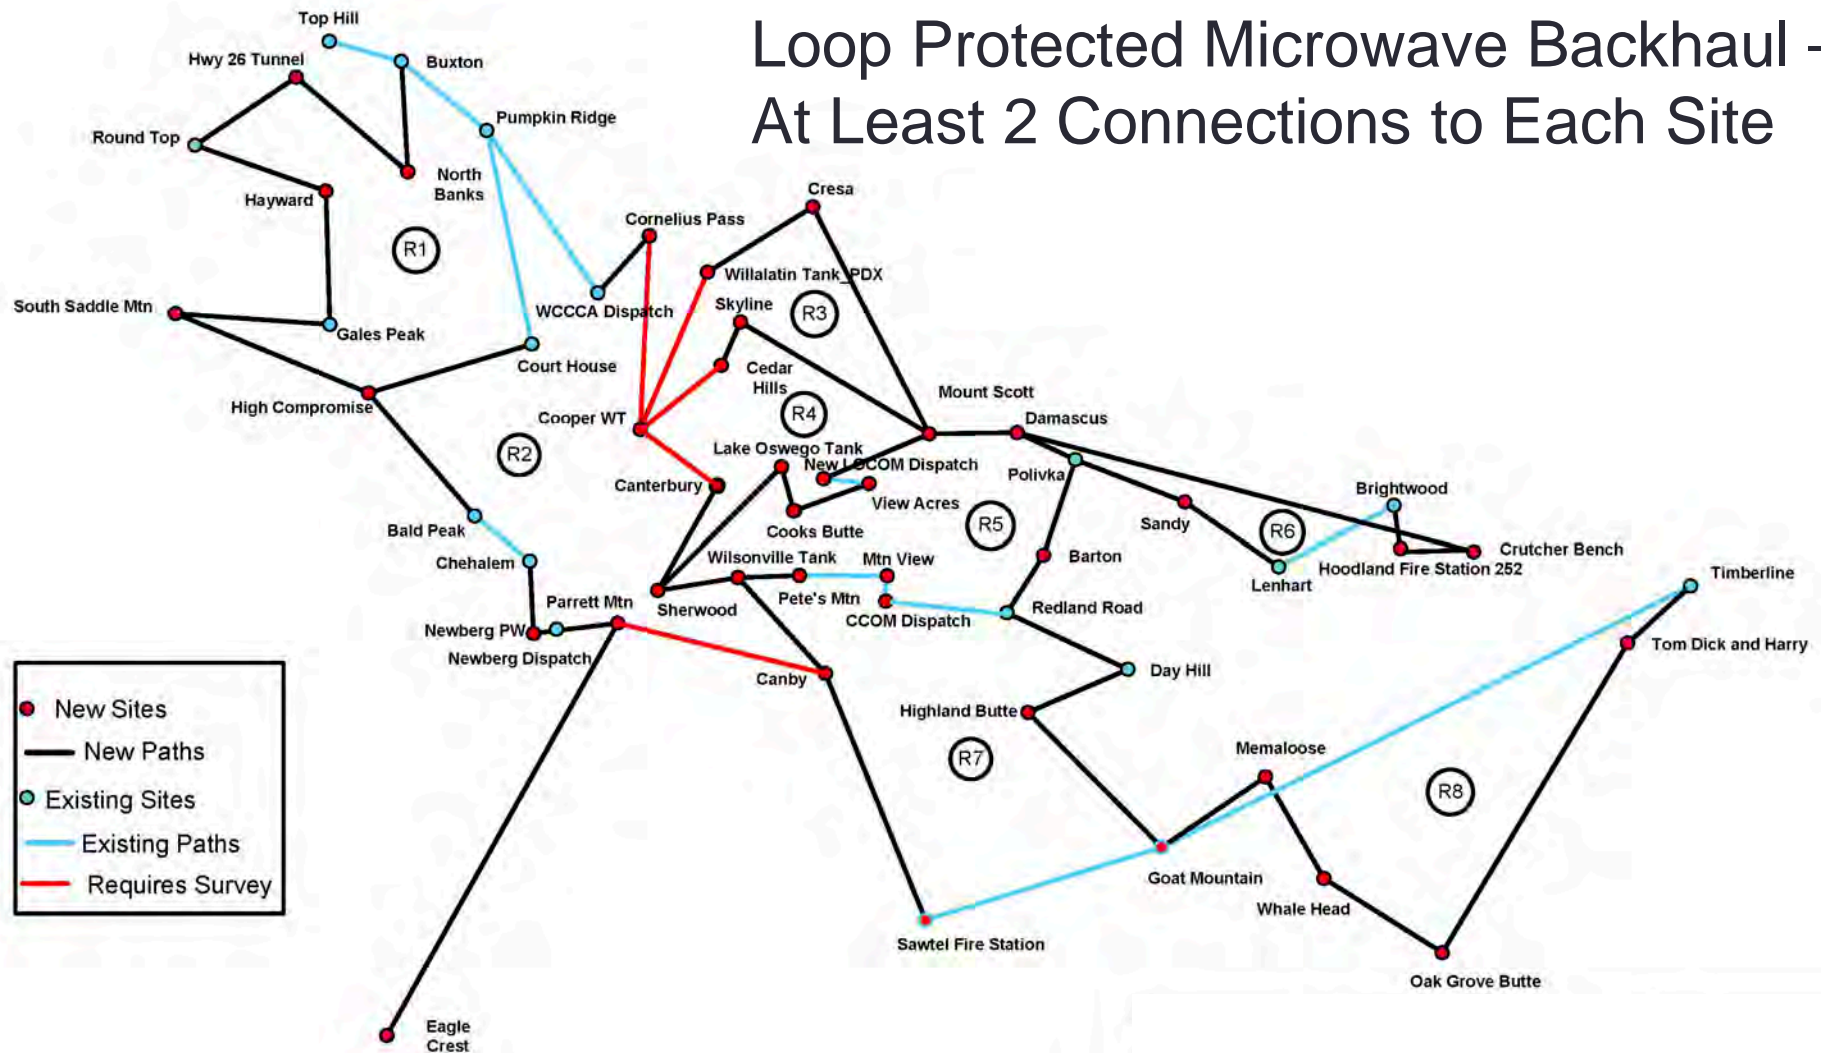 Loop Protected Microwave Backhaul -
At Least 2 Connections to Each Site
Top Hill
Hwy 26 Tunnel
Buxton
Pumpkin Ridge
Round Top
North
Banks
Hayward
R1
Cresa
Cornelius Pass
Willalatin Tank_PDX
Skyline
R3
South Saddle Mtn
WCCCA Dispatch
Gales Peak
Court House
Cedar
Hills
High Compromise
Mount Scott
Damascus
Cooper WT
R4
R2
Lake Oswego Tank
New LOCOM Dispatch
Polivka
Canterbury
View Acres
Brightwood
Bald Peak
Cooks Butte
R5
Sandy
R6
Chehalem
Wilsonville Tank
Mtn View
Barton
Crutcher Bench
Hoodland Fire Station 252
Lenhart
Timberline
Parrett Mtn
Sherwood
Pete's Mtn
Redland Road
CCOM Dispatch
Newberg PW
Newberg Dispatch
Tom Dick and Harry
Canby
Day Hill
Highland Butte
R7
Memaloose
R8
Goat Mountain
Whale Head
Sawtel Fire Station
Oak Grove Butte
Eagle
Crest
New Sites
New Paths
Existing Sites
Existing Paths
Requires Survey